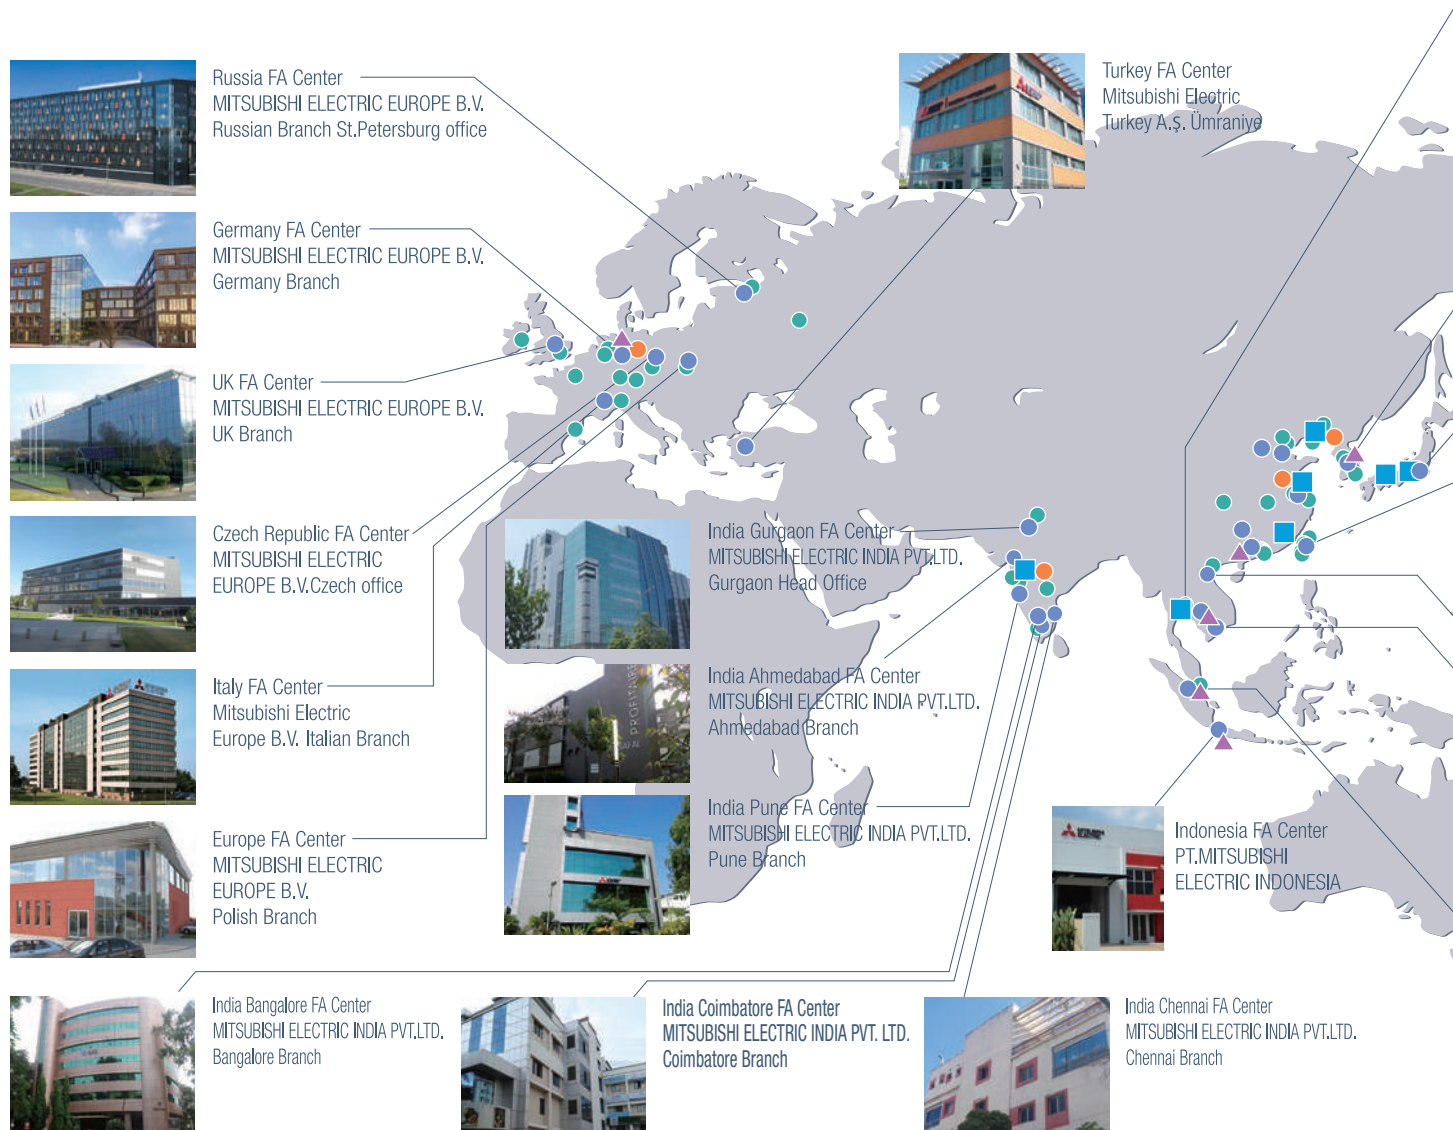 Russia FA Center
MITSUBISHI ELECTRIC EUROPE B.V.
Russian Branch St.Petersburg office
Germany FA Center
MITSUBISHI ELECTRIC EUROPE B.V.
Germany Branch
UK FA Center
MITSUBISHI ELECTRIC EUROPE B.V.
UK Branch
Czech Republic FA Center
MITSUBISHI ELECTRIC
EUROPE B.V.Czech office
Italy FA Center
Mitsubishi Electric
Europe B.V. Italian Branch
Europe FA Center
MITSUBISHI ELECTRIC
EUROPE B.V.
Polish Branch
Turkey FA Center
Mitsubishi Electric
Turkey A.Ş. Ümraniye
India Gurgaon FA Center
MITSUBISHI ELECTRIC INDIA PVT.LTD.
Gurgaon Head Office
India Ahmedabad FA Center
MITSUBISHI ELECTRIC INDIA PVT.LTD.
Ahmedabad Branch
India Pune FA Center
MITSUBISHI ELECTRIC INDIA PVT.LTD.
Pune Branch
Indonesia FA Center
PT.MITSUBISHI
ELECTRIC INDONESIA
India Bangalore FA Center
MITSUBISHI ELECTRIC INDIA PVT.LTD.
Bangalore Branch
India Coimbatore FA Center
MITSUBISHI ELECTRIC INDIA PVT. LTD.
Coimbatore Branch
India Chennai FA Center
MITSUBISHI ELECTRIC INDIA PVT.LTD.
Chennai Branch